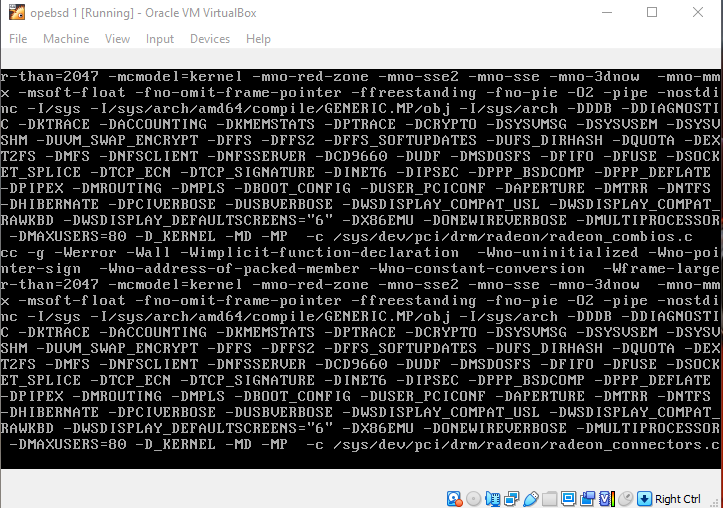 opebsd 1 [Running] - Oracle VM VirtualBox
File Machine View Input Devices Help
r-than=2047 -mcmodel=kernel -mno-red-zone -mno-sse2 -mno-sse -mno-3dnow  -mno-mm
x -msoft-float -fno-omit-frame-pointer -ffreestanding -fno-pie -O2 -pipe -nostdi
nc -I/sys -I/sys/arch/amd64/compile/GENERIC.MP/obj -I/sys/arch -DDDB -DDIAGNOSTI
C -DKTRACE -DACCOUNTING -DKMEMSTATS -DPTRACE -DCRYPTO -DSYSVMSG -DSYSVSEM -DSYSV
SHM -DUVM_SWAP_ENCRYPT -DFFS -DFFS2 -DFFS_SOFTUPDATES -DUFS_DIRHASH -DQUOTA -DEX
T2FS -DMFS -DNFSCLIENT -DNFSSERVER -DCD9660 -DUDF -DMSDOSFS -DFIFO -DFUSE -DSOCK
ET_SPLICE -DTCP_ECN -DTCP_SIGNATURE -DINET6 -DIPSEC -DPPP_BSDCOMP -DPPP_DEFLATE
-DPIPEX -DMROUTING -DMPLS -DBOOT_CONFIG -DUSER_PCICONF -DAPERTURE -DMTRR -DNTFS
-DHIBERNATE -DPCIVERBOSE -DUSBVERBOSE -DWSDISPLAY_COMPAT_USL -DWSDISPLAY_COMPAT_
RAWKBD -DWSDISPLAY_DEFAULTSCREENS="6" -DX86EMU -DONEWIREVERBOSE -DMULTIPROCESSOR
 -DMAXUSERS=80 -D_KERNEL -MD -MP  -c /sys/dev/pci/drm/radeon/radeon_combios.c
cc -g -Werror -Wall -Wimplicit-function-declaration  -Wno-uninitialized -Wno-poi
nter-sign  -Wno-address-of-packed-member -Wno-constant-conversion  -Wframe-large
r-than=2047 -mcmodel=kernel -mno-red-zone -mno-sse2 -mno-sse -mno-3dnow  -mno-mm
x -msoft-float -fno-omit-frame-pointer -ffreestanding -fno-pie -O2 -pipe -nostdi
nc -I/sys -I/sys/arch/amd64/compile/GENERIC.MP/obj -I/sys/arch -DDDB -DDIAGNOSTI
C -DKTRACE -DACCOUNTING -DKMEMSTATS -DPTRACE -DCRYPTO -DSYSVMSG -DSYSVSEM -DSYSV
SHM -DUVM_SWAP_ENCRYPT -DFFS -DFFS2 -DFFS_SOFTUPDATES -DUFS_DIRHASH -DQUOTA -DEX
T2FS -DMFS -DNFSCLIENT -DNFSSERVER -DCD9660 -DUDF -DMSDOSFS -DFIFO -DFUSE -DSOCK
ET_SPLICE -DTCP_ECN -DTCP_SIGNATURE -DINET6 -DIPSEC -DPPP_BSDCOMP -DPPP_DEFLATE
-DPIPEX -DMROUTING -DMPLS -DBOOT_CONFIG -DUSER_PCICONF -DAPERTURE -DMTRR -DNTFS
-DHIBERNATE -DPCIVERBOSE -DUSBVERBOSE -DWSDISPLAY_COMPAT_USL -DWSDISPLAY_COMPAT_
RAWKBD -DWSDISPLAY_DEFAULTSCREENS="6" -DX86EMU -DONEWIREVERBOSE -DMULTIPROCESSOR
 -DMAXUSERS=80 -D_KERNEL -MD -MP  -c /sys/dev/pci/drm/radeon/radeon_connectors.c
Right Ctrl